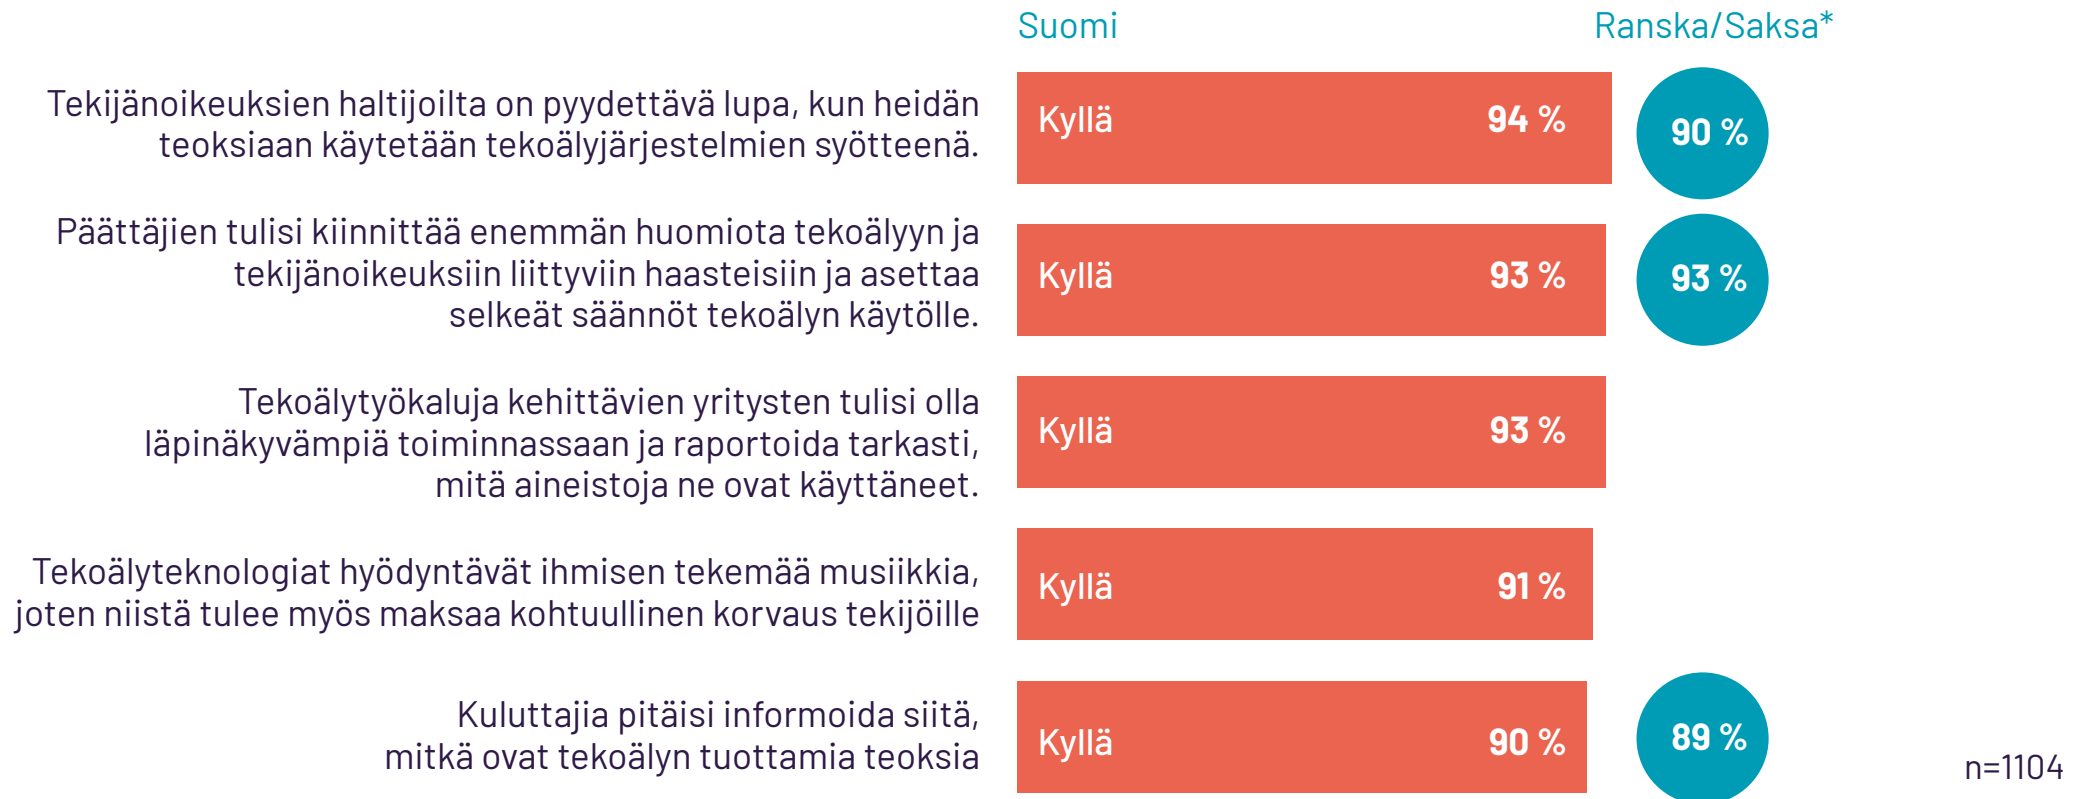 Suomi Ranska/Saksa*
Tekijänoikeuksien haltijoilta on pyydettävä lupa, kun heidän
teoksiaan käytetään tekoälyjärjestelmien syötteenä.
Kyllä 94 % 90 %
Päättäjien tulisi kiinnittää enemmän huomiota tekoälyyn ja
tekijänoikeuksiin liittyviin haasteisiin ja asettaa
selkeät säännöt tekoälyn käytölle.
Kyllä 93 % 93 %
Tekoälytyökaluja kehittävien yritysten tulisi olla
läpinäkyvämpiä toiminnassaan ja raportoida tarkasti,
mitä aineistoja ne ovat käyttäneet.
Kyllä 93 %
Tekoälyteknologiat hyödyntävät ihmisen tekemää musiikkia,
joten niistä tulee myös maksaa kohtuullinen korvaus tekijöille
Kyllä 91 %
Kuluttajia pitäisi informoida siitä,
mitkä ovat tekoälyn tuottamia teoksia
Kyllä 90 % 89 %
n=1104